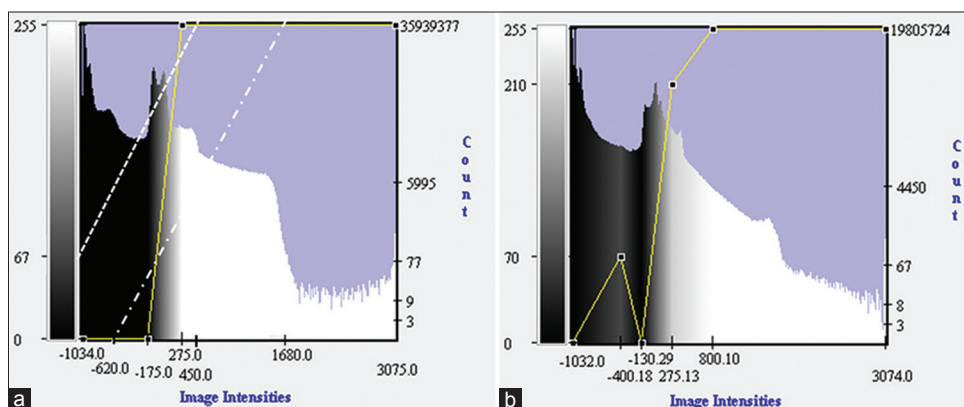 255
35939377
67
0
C
o
u
n
t
5995
77
9
3
-1034.0
275.0
1680.0
-620.0
-175.0
450.0
3075.0
Image Intensities
a
255
210
19805724
70
0
C
o
u
n
t
4450
67
8
3
-1032.0
-130.29
800.10
-400.18
275.13
3074.0
Image Intensities
b